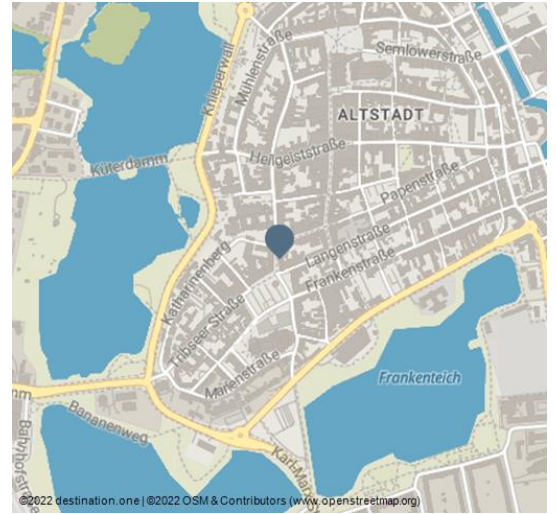 Semlowerstraße
Knieperwall
Mühlenstraße
ALTSTADT
Heilgeiststraße
Küterdamm
Papenstraße
Langenstraße
Frankenstraße
Katharinenberg
Tribseer Straße
Marienstraße
Frankenteich
Bananenweg
Bahnhofstraße
Karl-Marx-S
©2022 destination.one | ©2022 OSM & Contributors (www.openstreetmap.org)